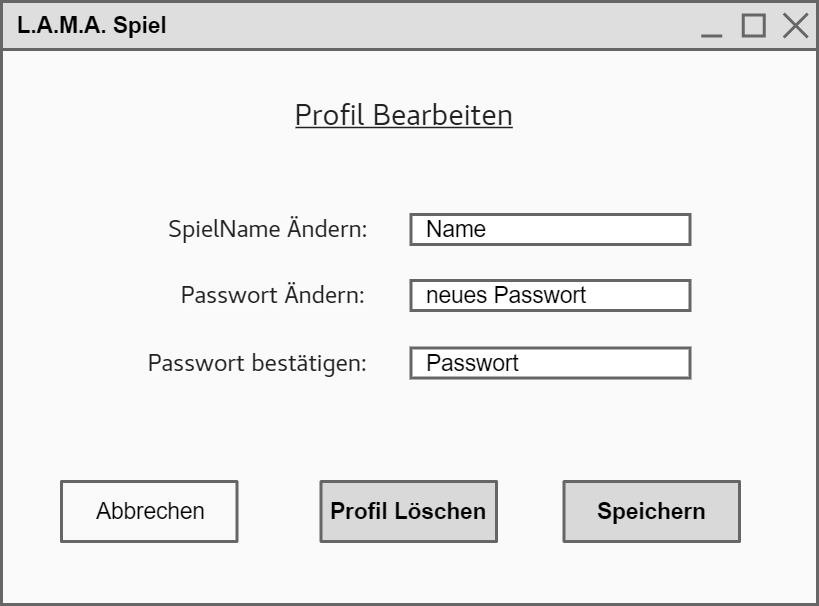 L.A.M.A. Spiel
Profil Bearbeiten
SpielName Ändern: Name
Passwort Ändern: neues Passwort
Passwort bestätigen: Passwort
Abbrechen Profil Löschen Speichern